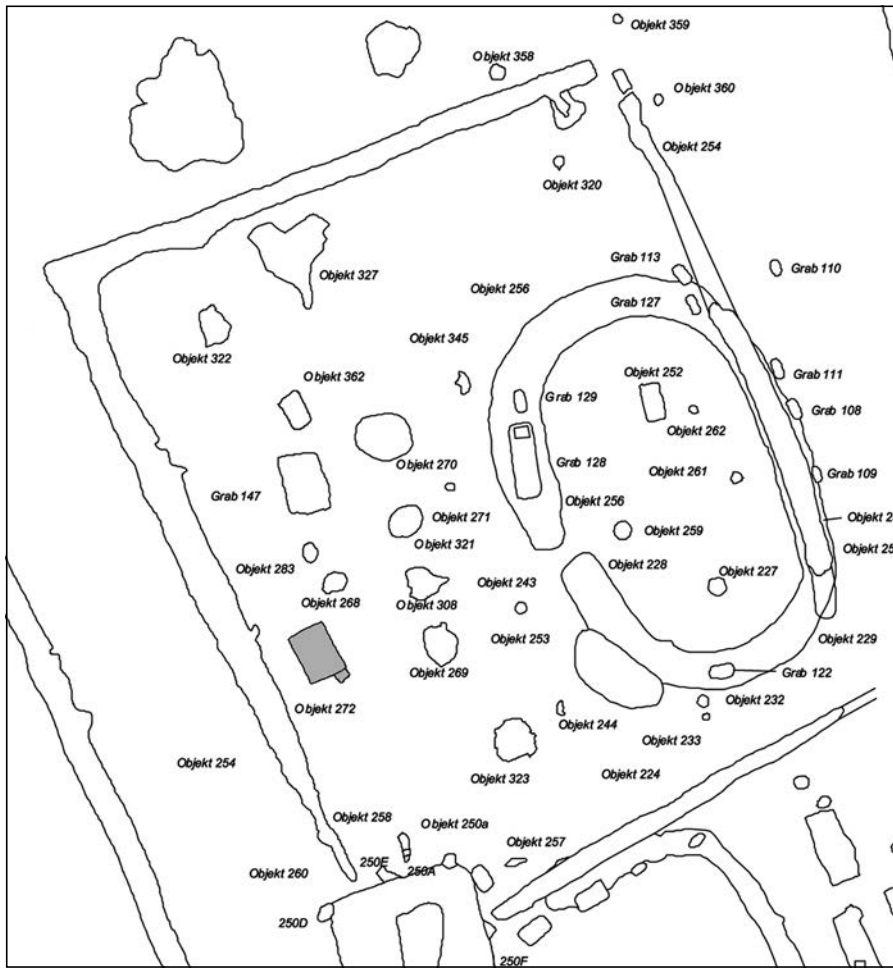 Objekt 359
Objekt 358
Objekt 360
Objekt 254
Objekt 320
Grab 113
Grab 110
Objekt 327
Objekt 256
Grab 127
Objekt 345
Objekt 322
Objekt 362
Objekt 252
Grab 111
Grab 129
Grab 108
Objekt 262
Objekt 270
Grab 128
Objekt 261
Grab 109
Grab 147
Objekt 256
Objekt 271
Objekt 2
Objekt 259
Objekt 321
Objekt 25
Objekt 283
Objekt 228
Objekt 227
Objekt 243
Objekt 268
Objekt 308
Objekt 253
Objekt 229
Objekt 269
Grab 122
Objekt 272
Objekt 232
Objekt 244
Objekt 233
Objekt 254
Objekt 323
Objekt 224
Objekt 258
Objekt 250a
Objekt 257
250E
250A
Objekt 260
250D
250F